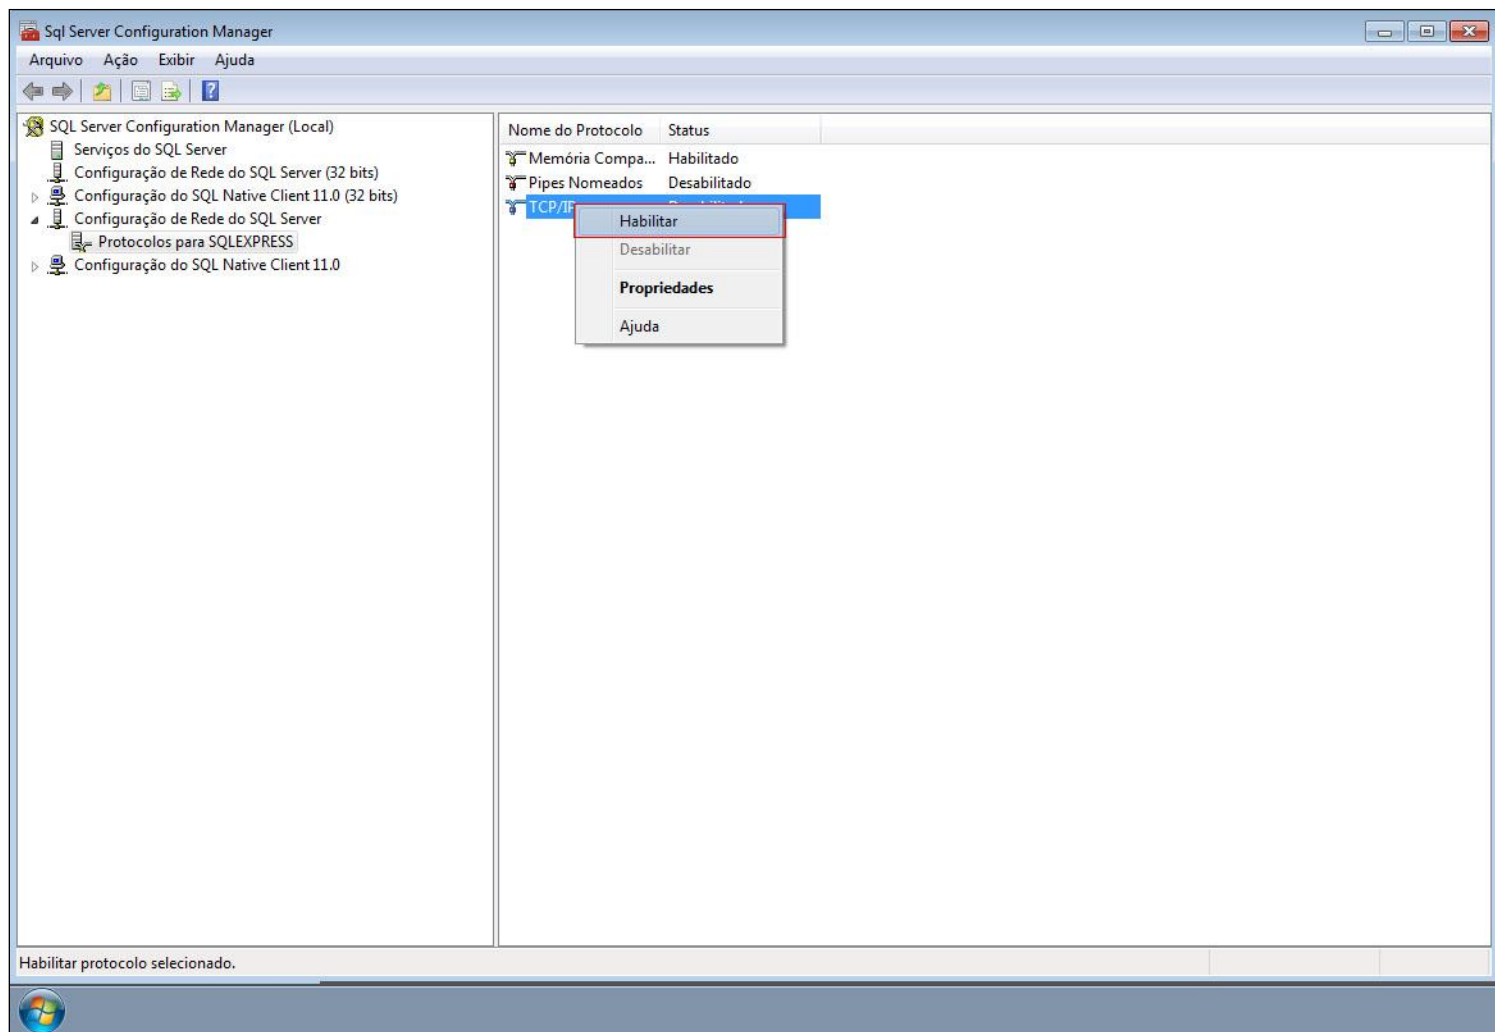 Sql Server Configuration Manager
Arquivo Ação Exibir Ajuda
SQL Server Configuration Manager (Local)
Serviços do SQL Server
Configuração de Rede do SQL Server (32 bits)
Configuração do SQL Native Client 11.0 (32 bits)
Configuração de Rede do SQL Server
Protocolos para SQLEXPRESS
Configuração do SQL Native Client 11.0
Nome do Protocolo Status
Memória Compa... Habilitado
Pipes Nomeados Desabilitado
TCP/IP
Habilitar
Desabilitar
Propriedades
Ajuda
Habilitar protocolo selecionado.